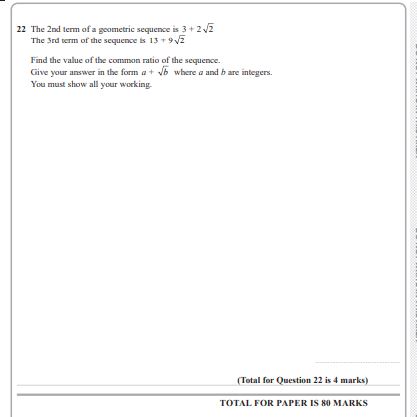 22 The 2nd term of a geometric sequence is 3 + 2√2
The 3rd term of the sequence is 13 + 9√2
Find the value of the common ratio of the sequence.
Give your answer in the form a + √b where a and b are integers.
You must show all your working.
(Total for Question 22 is 4 marks)
TOTAL FOR PAPER IS 80 MARKS